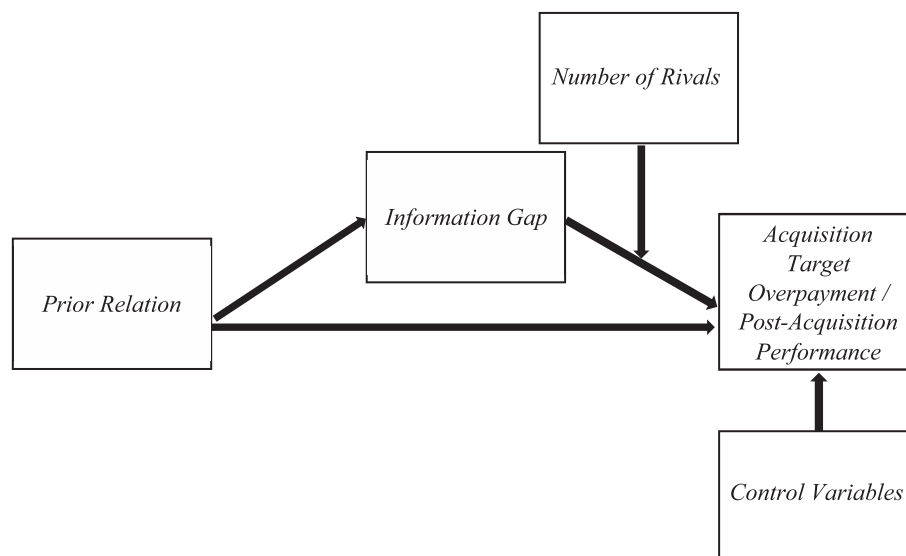 Number of Rivals
Information Gap
Prior Relation
Acquisition
Target
Overpayment /
Post-Acquisition
Performance
Control Variables